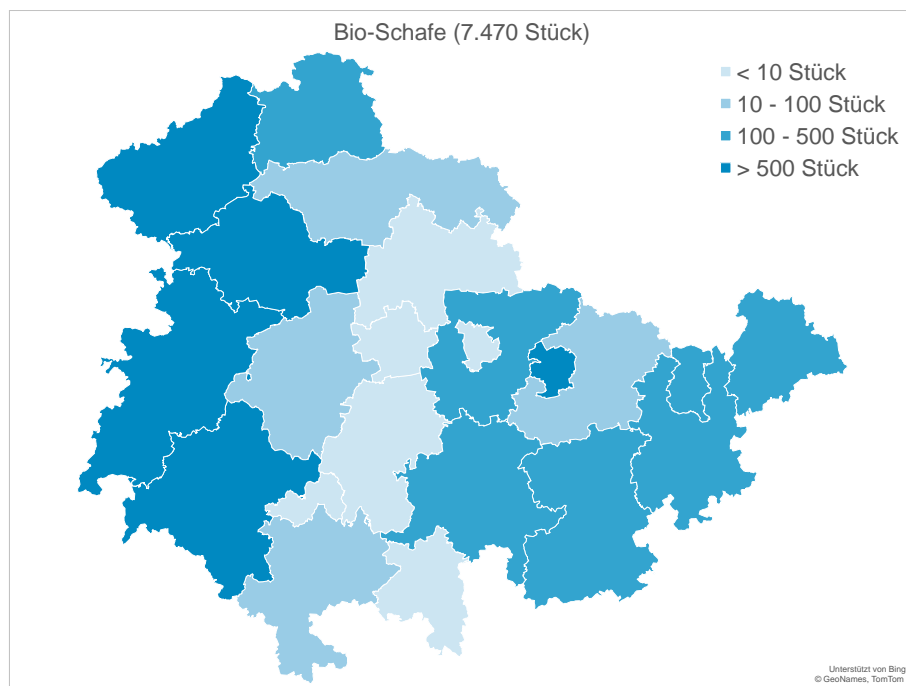 Bio-Schafe (7.470 Stück)
< 10 Stück
10 - 100 Stück
100 - 500 Stück
> 500 Stück
Unterstützt von Bing
© GeoNames, TomTom